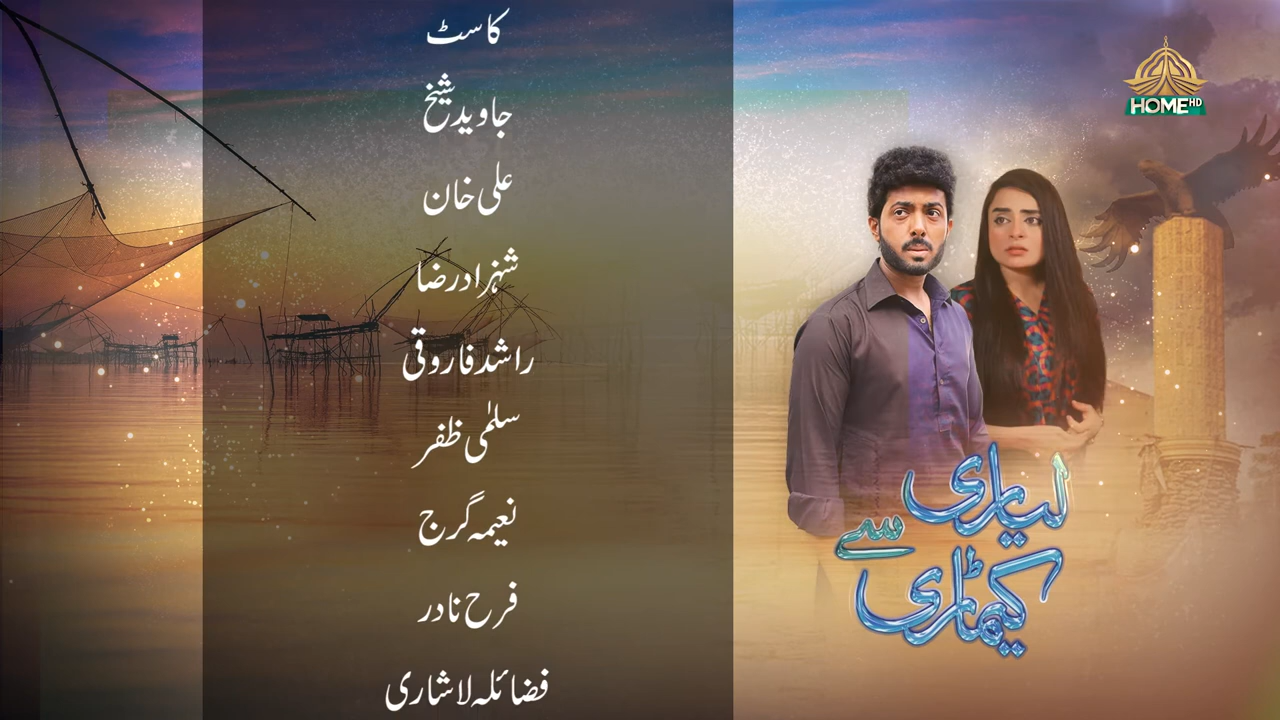 کاسٹ
جاوید شیخ
علی خان
شہزاد رضا
راشد فاروقی
سلمٰی ظفر
نعیمہ گرج
فرح نادر
فضائلہ لاشاری
HOME HD
لیاری
سے
کیماڑی